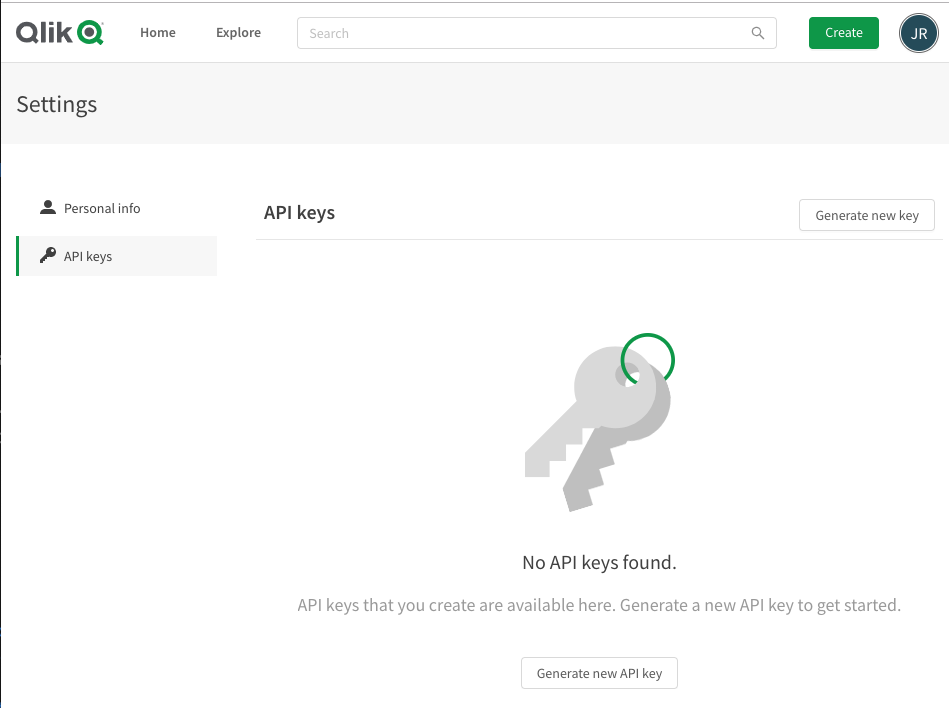 Qlik Home Explore Search Create JR
Settings
Personal info
API keys
API keys Generate new key
No API keys found.
API keys that you create are available here. Generate a new API key to get started.
Generate new API key